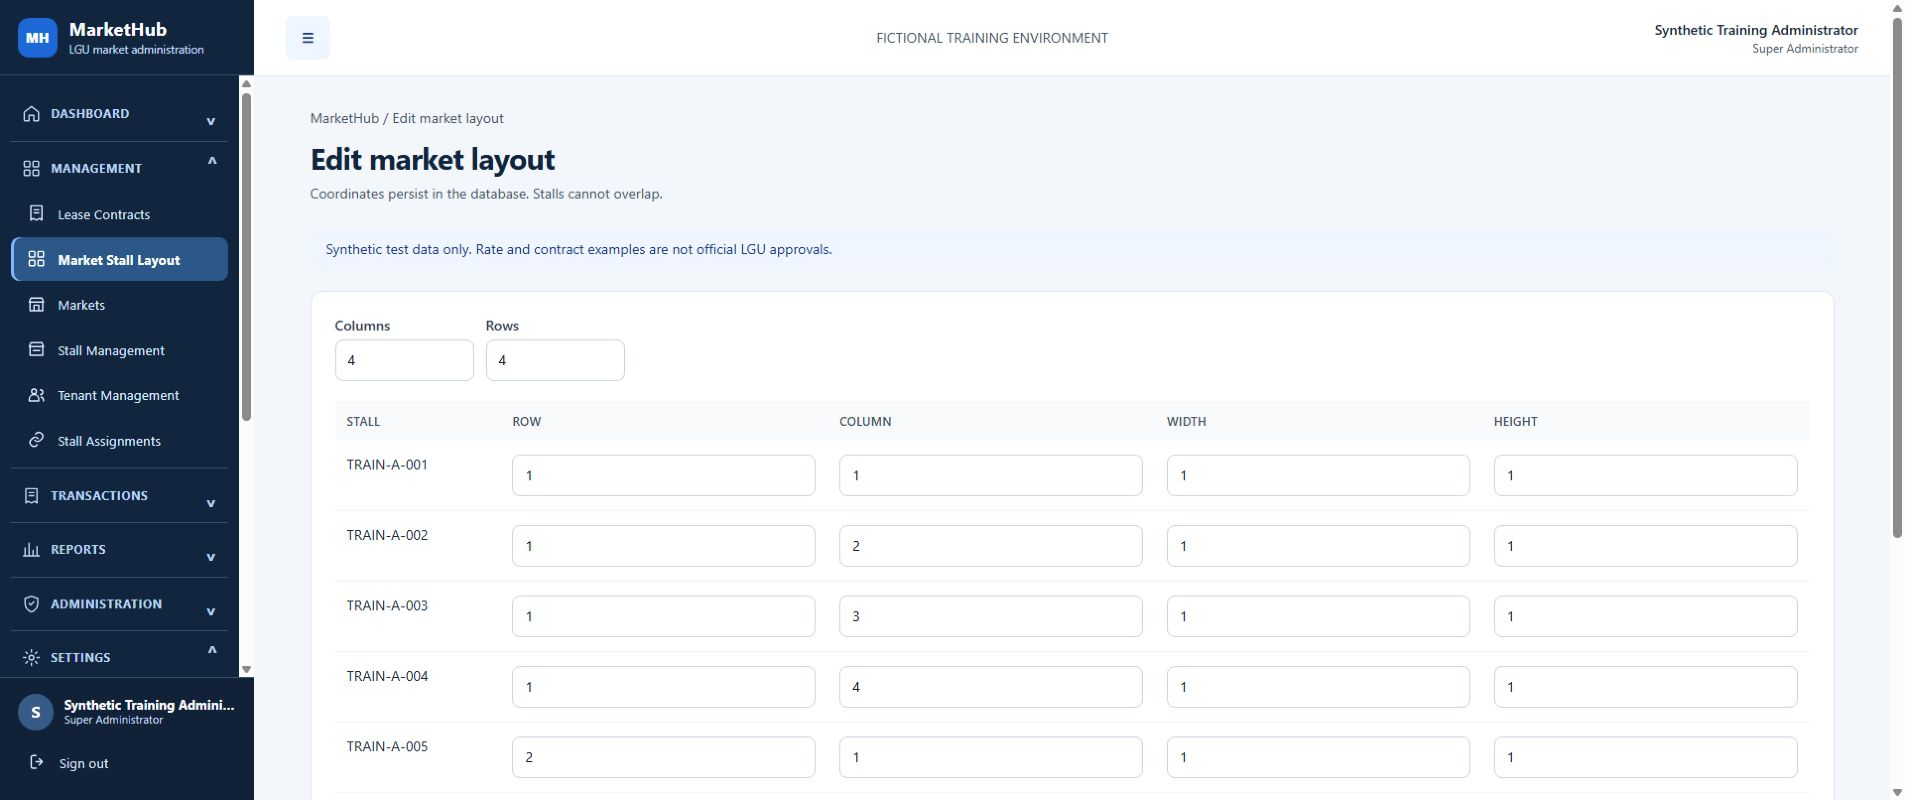 MH
MarketHub
LGU market administration
☰
FICTIONAL TRAINING ENVIRONMENT
Synthetic Training Administrator
Super Administrator
DASHBOARD
MANAGEMENT
Lease Contracts
Market Stall Layout
Markets
Stall Management
Tenant Management
Stall Assignments
TRANSACTIONS
REPORTS
ADMINISTRATION
SETTINGS
S
Synthetic Training Admini...
Super Administrator
Sign out
MarketHub / Edit market layout
Edit market layout
Coordinates persist in the database. Stalls cannot overlap.
Synthetic test data only. Rate and contract examples are not official LGU approvals.
Columns Rows
4 4
STALL ROW COLUMN WIDTH HEIGHT
TRAIN-A-001 1 1 1 1
TRAIN-A-002 1 2 1 1
TRAIN-A-003 1 3 1 1
TRAIN-A-004 1 4 1 1
TRAIN-A-005 2 1 1 1